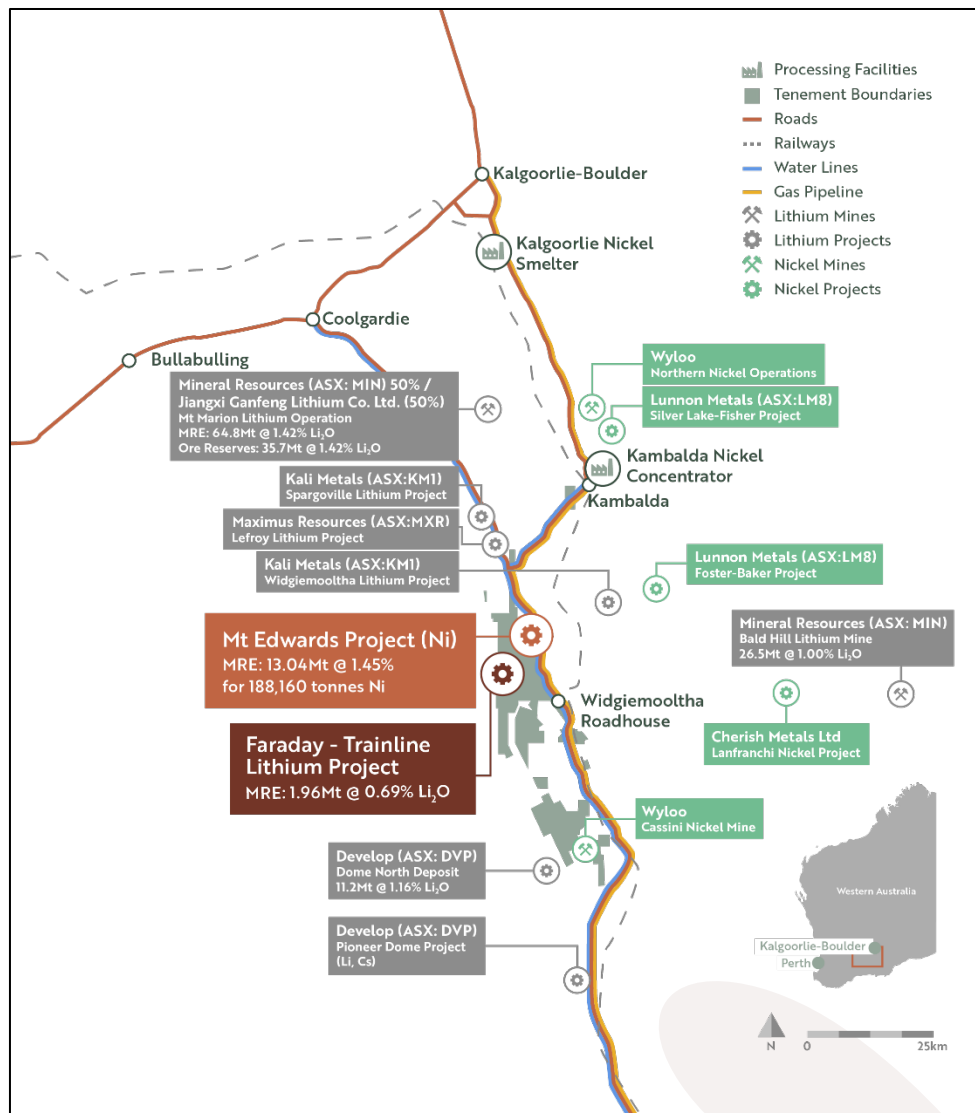 Processing Facilities
Tenement Boundaries
Roads
Railways
Water Lines
Gas Pipeline
Lithium Mines
Lithium Projects
Nickel Mines
Nickel Projects
Kalgoorlie-Boulder
Kalgoorlie Nickel
Smelter
Coolgardie
Bullabulling
Wyloo
Northern Nickel Operations
Mineral Resources (ASX: MIN) 50% /
Jiangxi Ganfeng Lithium Co. Ltd. (50%)
Mt Marion Lithium Operation
MRE: 64.8Mt @ 1.42% Li₂O
Ore Reserves: 35.7Mt @ 1.42% Li₂O
Lunnon Metals (ASX:LM8)
Silver Lake-Fisher Project
Kambalda Nickel
Concentrator
Kambalda
Kali Metals (ASX:KM1)
Spargoville Lithium Project
Maximus Resources (ASX:MXR)
Lefroy Lithium Project
Kali Metals (ASX:KM1)
Widgiemooltha Lithium Project
Lunnon Metals (ASX:LM8)
Foster-Baker Project
Mt Edwards Project (Ni)
MRE: 13.04Mt @ 1.45%
for 188,160 tonnes Ni
Mineral Resources (ASX: MIN)
Bald Hill Lithium Mine
26.5Mt @ 1.00% Li₂O
Widgiemooltha
Roadhouse
Faraday - Trainline
Lithium Project
MRE: 1.96Mt @ 0.69% Li₂O
Cherish Metals Ltd
Lanfranchi Nickel Project
Wyloo
Cassini Nickel Mine
Develop (ASX: DVP)
Dome North Deposit
11.2Mt @ 1.16% Li₂O
Develop (ASX: DVP)
Pioneer Dome Project
(Li, Cs)
Western Australia
Kalgoorlie-Boulder
Perth
N
0
25km